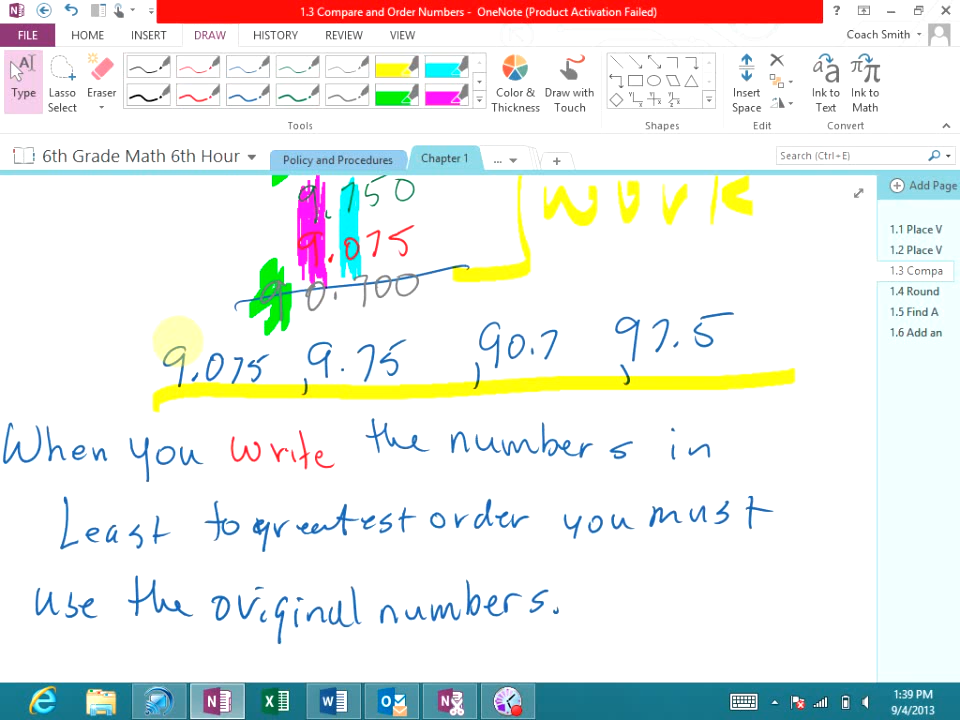 1.3 Compare and Order Numbers - OneNote (Product Activation Failed)
?
FILE HOME INSERT DRAW HISTORY REVIEW VIEW
Coach Smith
Type
Lasso Select
Eraser
Color & Thickness
Draw with Touch
Insert Space
Ink to Text
Ink to Math
Tools Shapes Edit Convert
6th Grade Math 6th Hour
Policy and Procedures
Chapter 1
...
+
Search (Ctrl+E)
Add Page
1.1 Place V
1.2 Place V
1.3 Compa
1.4 Round
1.5 Find A
1.6 Add an
9.750 work
9.075
90.700
9.075, 9.75, 90.7, 97.5
When you write the numbers in
Least to greatest order you must
use the original numbers.
1:39 PM
9/4/2013